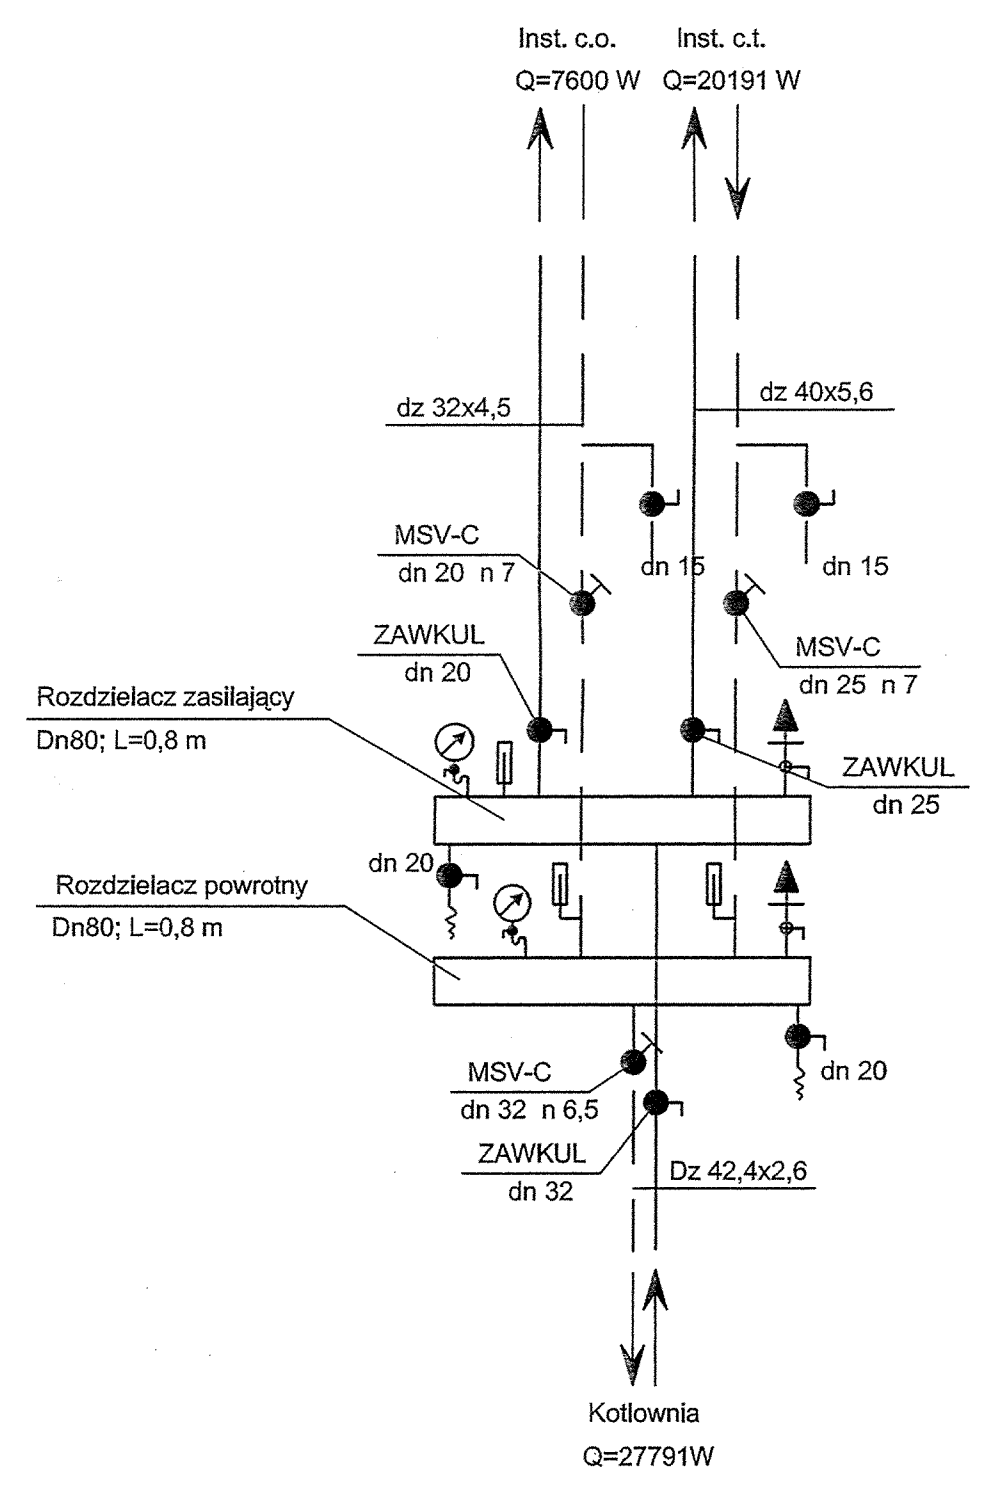 Inst. c.o.
Q=7600 W
Inst. c.t.
Q=20191 W
dz 32x4,5
dz 40x5,6
MSV-C
dn 20 n 7
dn 15
dn 15
ZAWKUL
dn 20
MSV-C
dn 25 n 7
Rozdzielacz zasilający
Dn80; L=0,8 m
ZAWKUL
dn 25
dn 20
Rozdzielacz powrotny
Dn80; L=0,8 m
MSV-C
dn 32 n 6,5
dn 20
ZAWKUL
dn 32
Dz 42,4x2,6
Kotlownia
Q=27791W